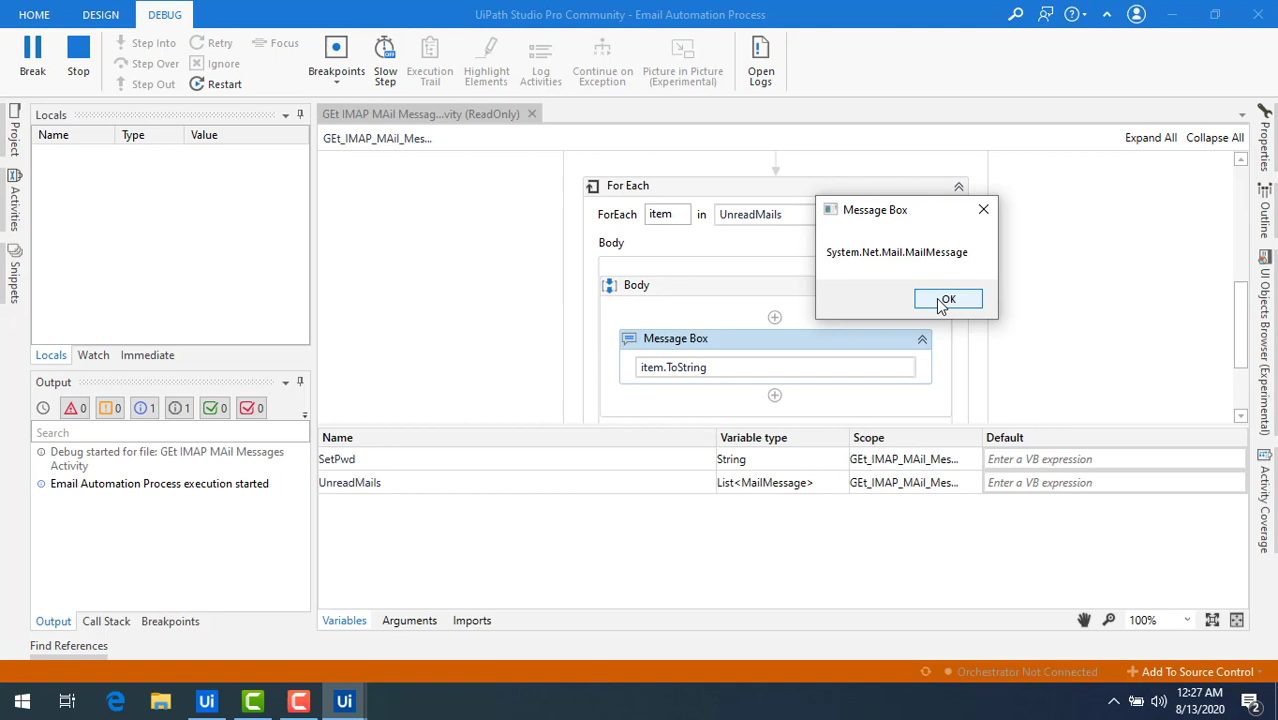 HOME DESIGN DEBUG UiPath Studio Pro Community - Email Automation Process
Break Stop Step Into Step Over Step Out Retry Ignore Restart Focus Breakpoints Slow Step Execution Trail Highlight Elements Log Activities Continue on Exception Picture in Picture (Experimental) Open Logs
Project
Activities
Snippets
Locals
Name Type Value
Locals Watch Immediate
Output
0 0 1 1 0 0
Search
Debug started for file: GEt IMAP MAil Messages
Activity
Email Automation Process execution started
Output Call Stack Breakpoints
Find References
GEt IMAP MAil Messag...vity (ReadOnly)
GEt_IMAP_MAil_Mes... Expand All Collapse All
For Each
ForEach item in UnreadMails
Body
Body
Message Box
item.ToString
Message Box
System.Net.Mail.MailMessage
OK
Name Variable type Scope Default
SetPwd String GEt_IMAP_MAil_Mes... Enter a VB expression
UnreadMails List<MailMessage> GEt_IMAP_MAil_Mes... Enter a VB expression
Variables Arguments Imports 100%
Properties
Outline
UI Objects Browser (Experimental)
Activity Coverage
Orchestrator Not Connected Add To Source Control
Ui Ui
12:27 AM
8/13/2020
2